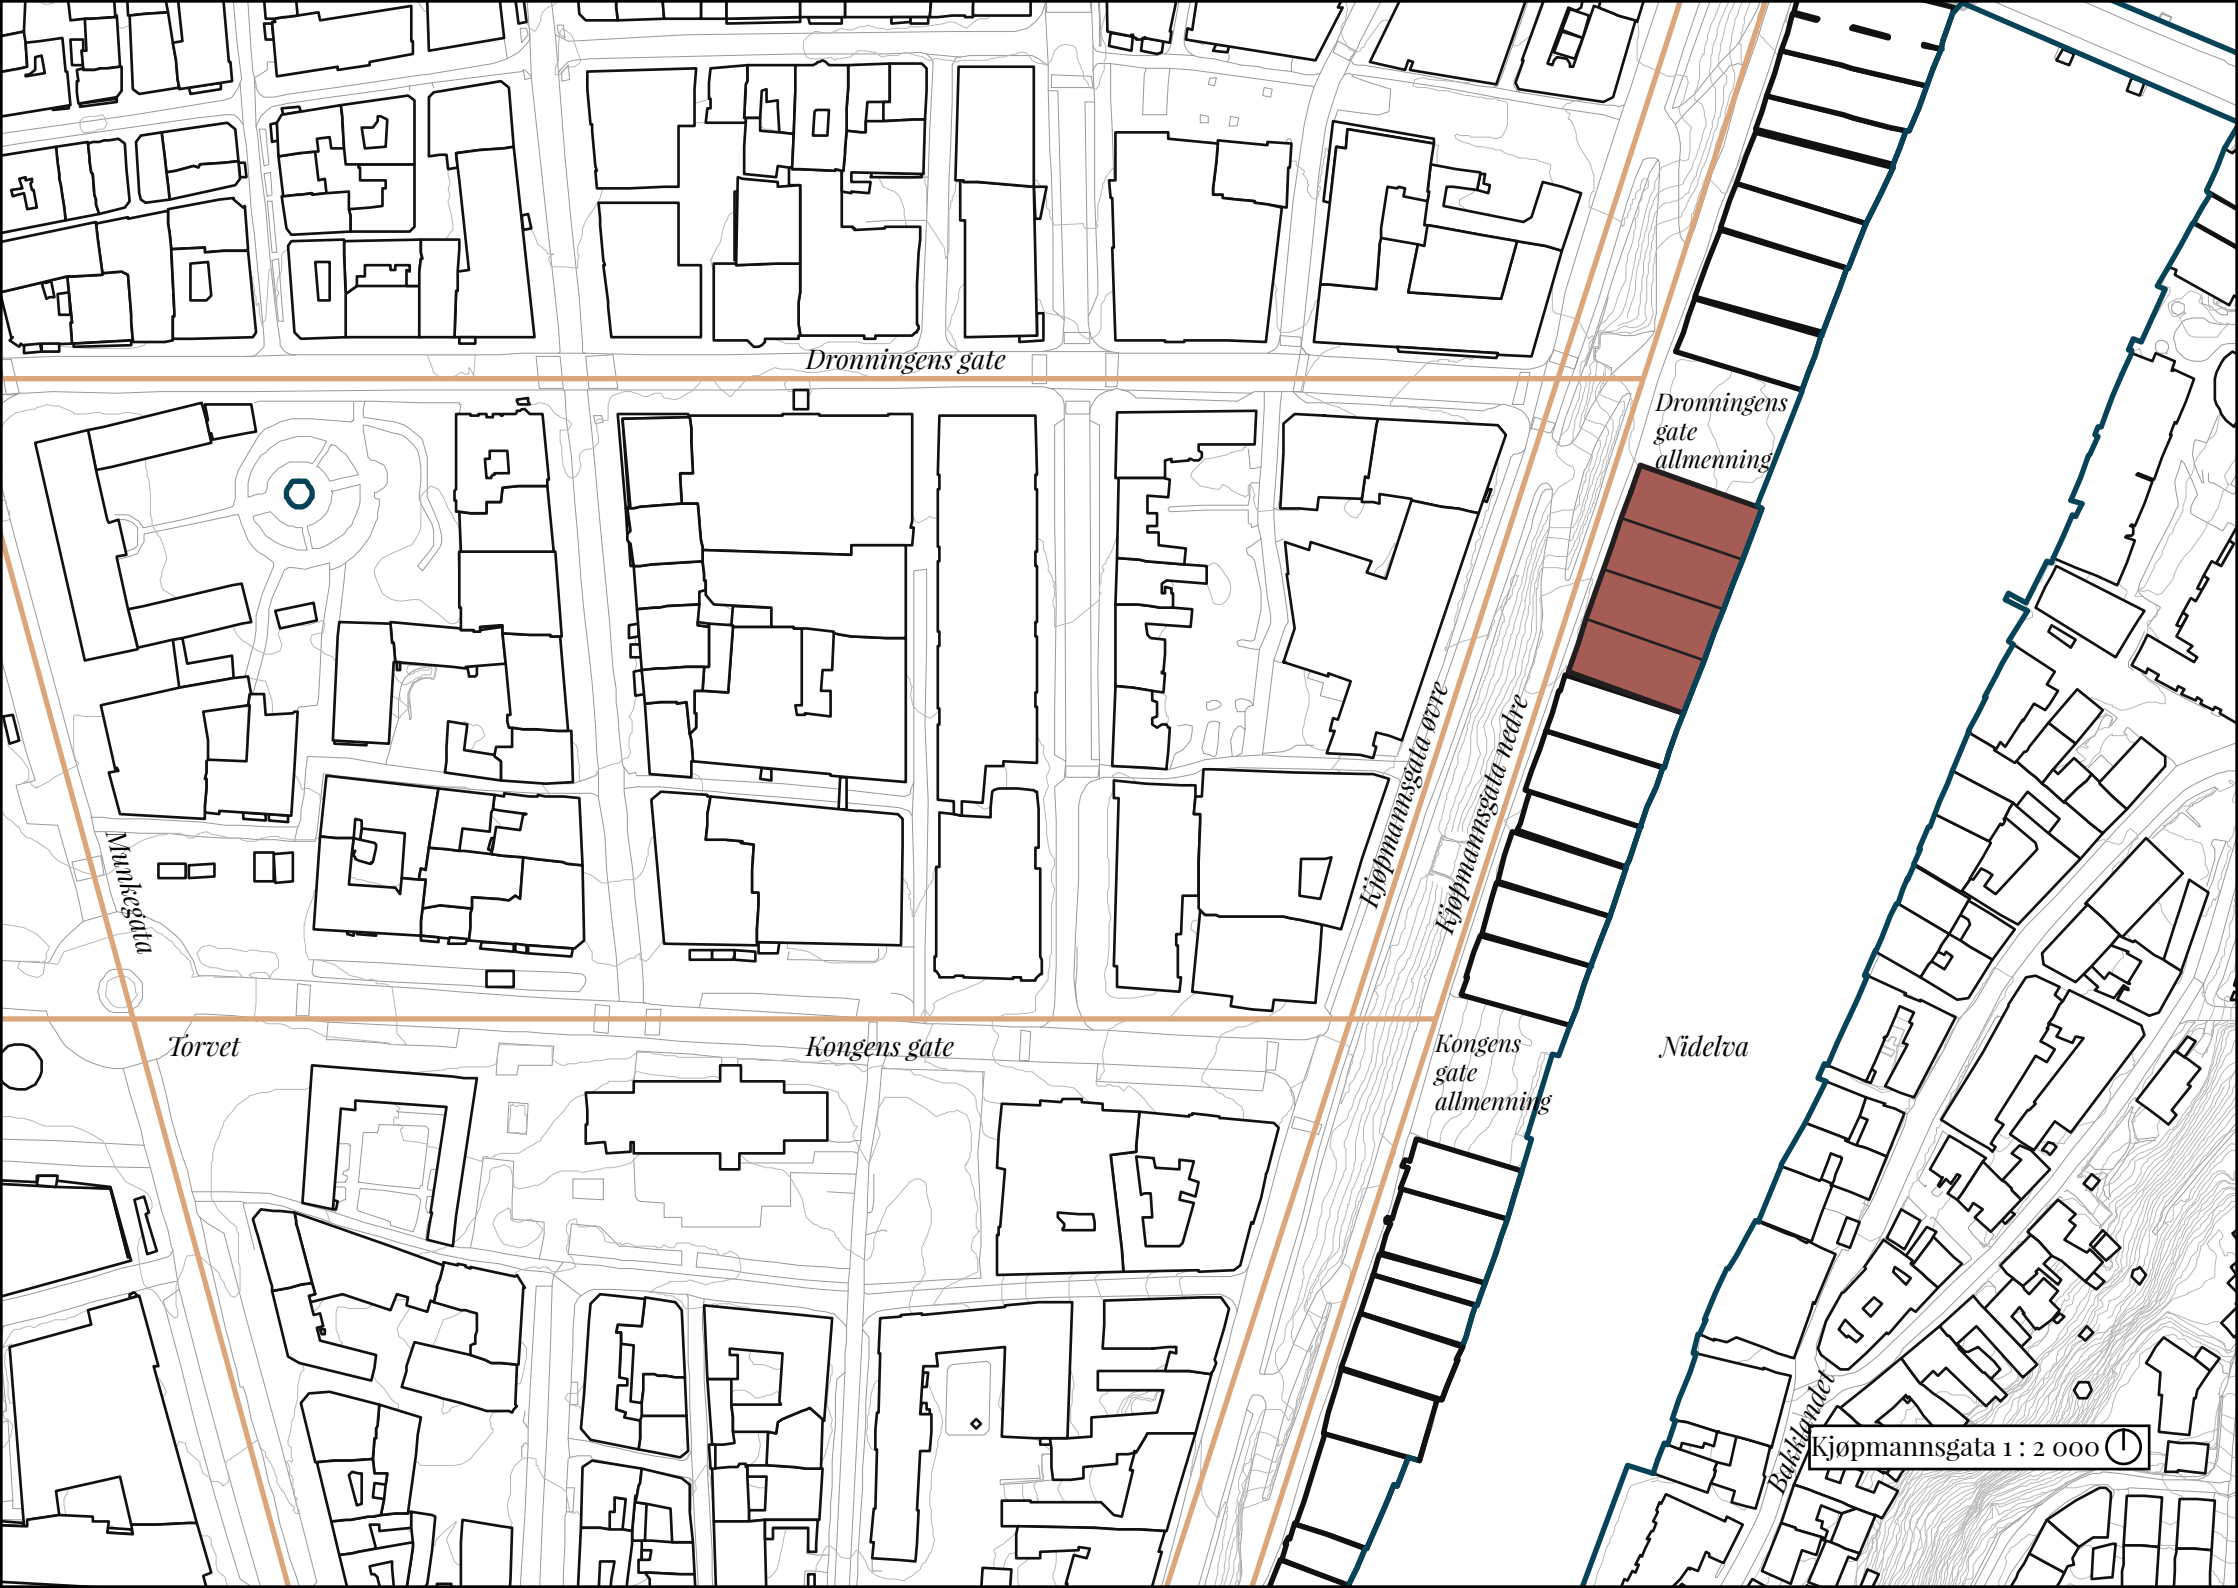 Dronningens gate
Dronningens
gate
allmenning
Kjøpmannsgata øvre
Kjøpmannsgata nedre
Munkegata
Torvet
Kongens gate
Kongens
gate
allmenning
Nidelva
Bakklandet
Kjøpmannsgata 1 : 2 000